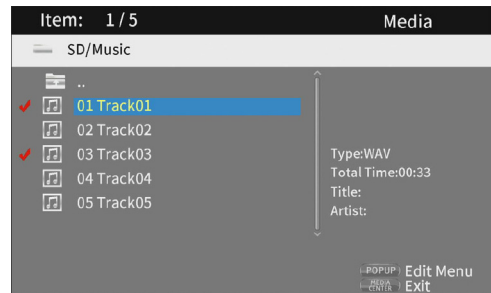 Item: 1/5 Media
SD/Music
..
01 Track01
02 Track02
03 Track03
04 Track04
05 Track05
Type:WAV
Total Time:00:33
Title:
Artist:
POPUP Edit Menu
MEDIA CENTER Exit